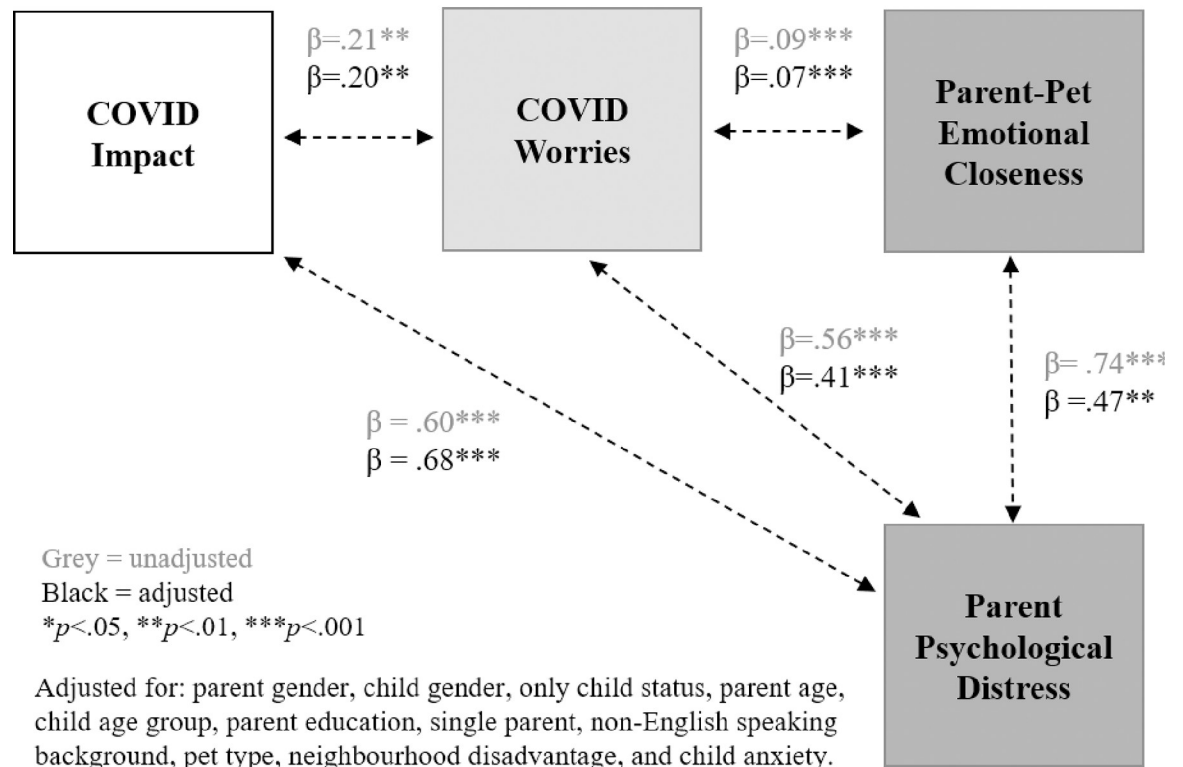 COVID
Impact
β=.21**
β=.20**
COVID
Worries
β=.09***
β=.07***
Parent-Pet
Emotional
Closeness
β=.56***
β=.41***
β= .74***
β =.47**
β = .60***
β = .68***
Grey = unadjusted
Black = adjusted
*p<.05, **p<.01, ***p<.001
Parent
Psychological
Distress
Adjusted for: parent gender, child gender, only child status, parent age,
child age group, parent education, single parent, non-English speaking
background, pet type, neighbourhood disadvantage, and child anxiety.